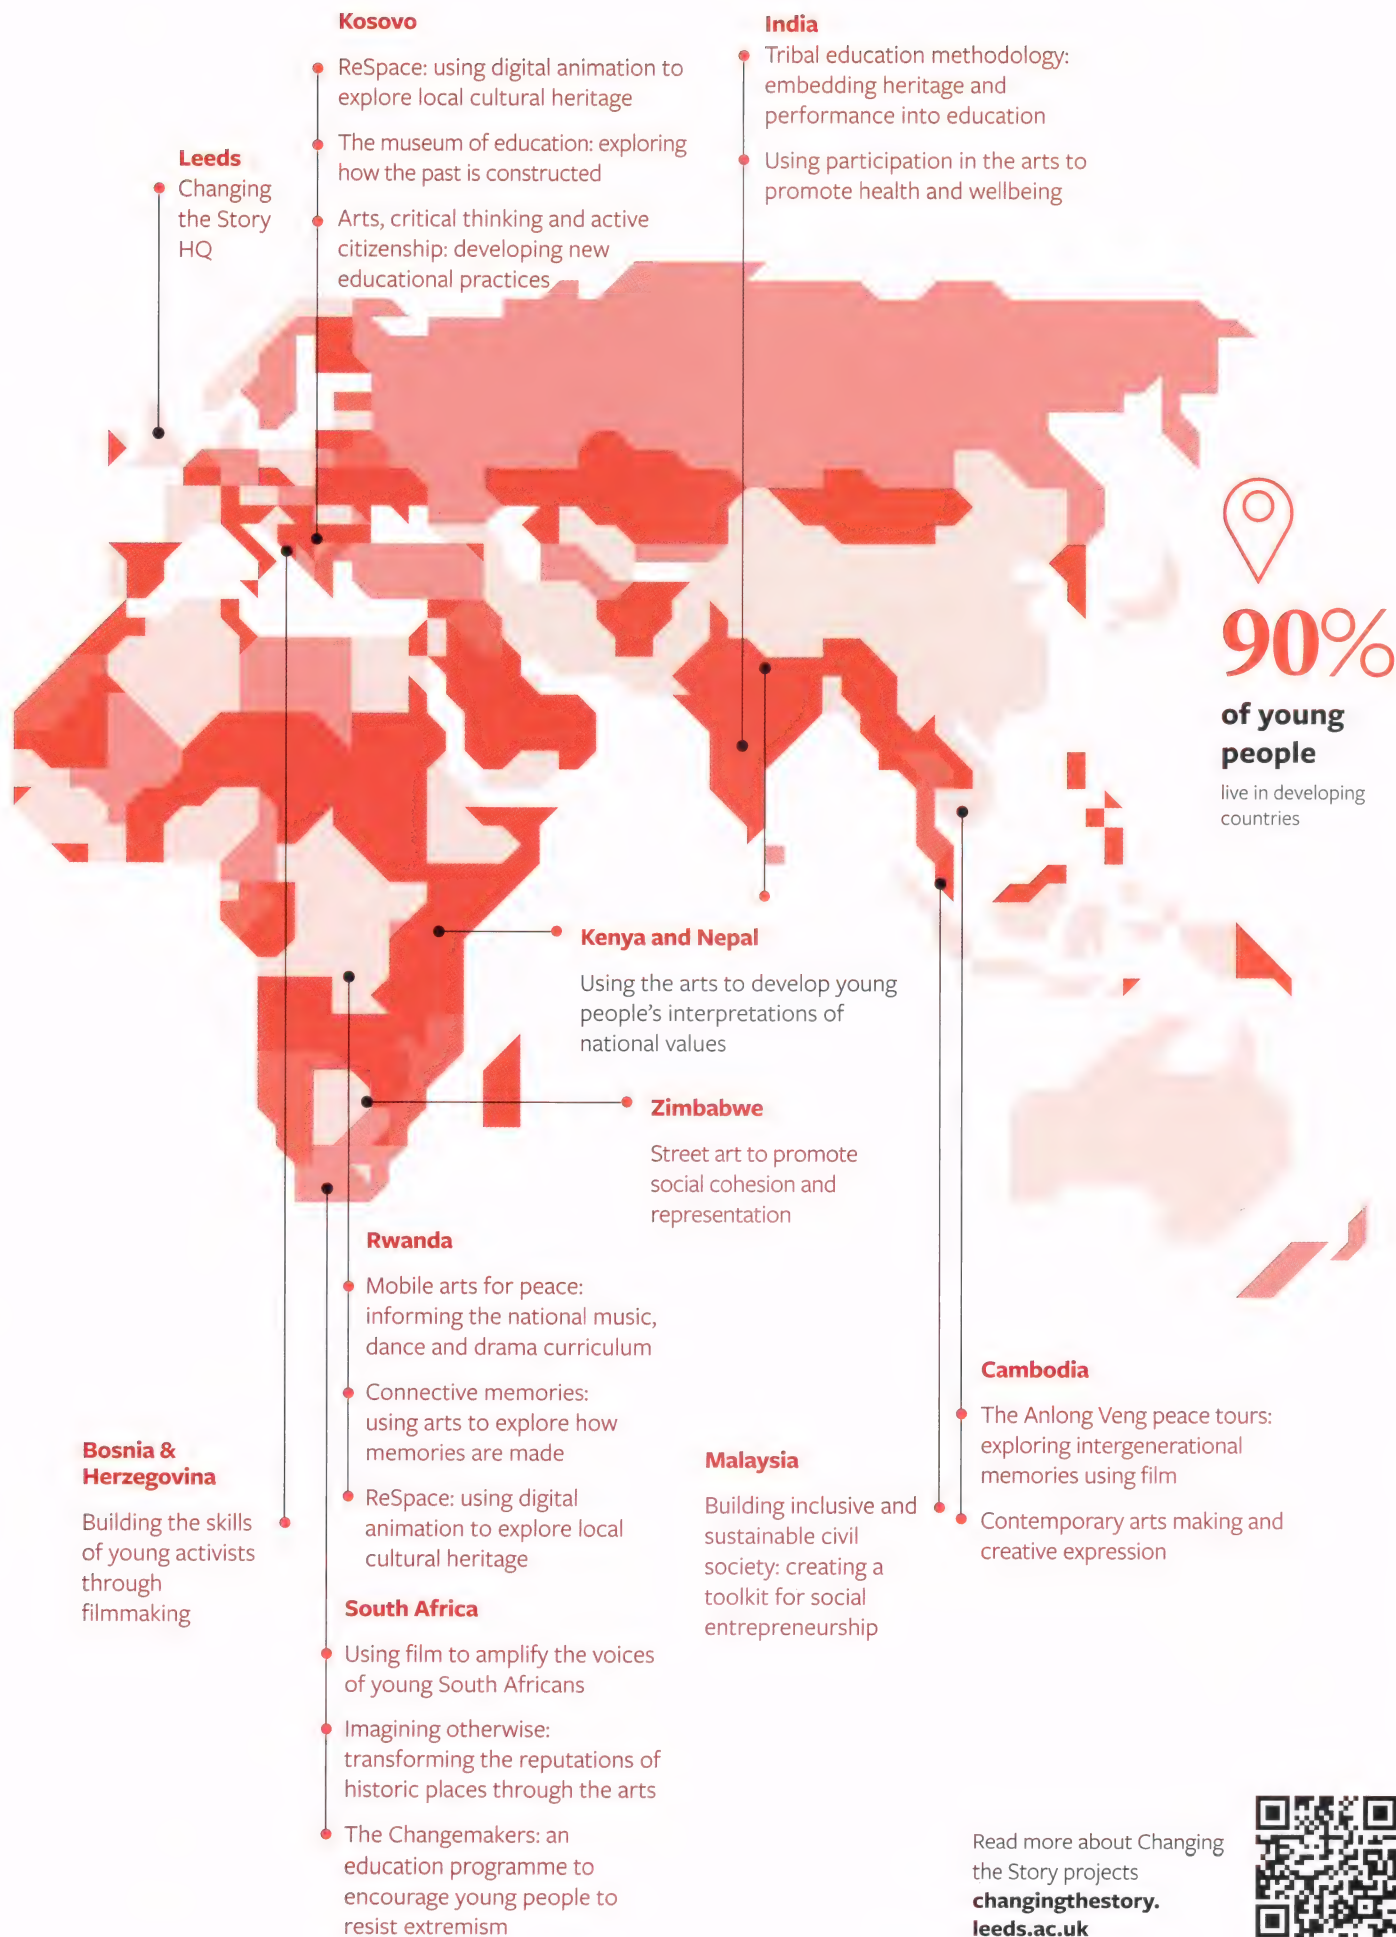 Kosovo
ReSpace: using digital animation to
explore local cultural heritage
The museum of education: exploring
how the past is constructed
Arts, critical thinking and active
citizenship: developing new
educational practices
India
Tribal education methodology:
embedding heritage and
performance into education
Using participation in the arts to
promote health and wellbeing
Leeds
Changing
the Story
HQ
90%
of young
people
live in developing
countries
Kenya and Nepal
Using the arts to develop young
people’s interpretations of
national values
Zimbabwe
Street art to promote
social cohesion and
representation
Rwanda
Mobile arts for peace:
informing the national music,
dance and drama curriculum
Connective memories:
using arts to explore how
memories are made
ReSpace: using digital
animation to explore local
cultural heritage
Bosnia &
Herzegovina
Building the skills
of young activists
through
filmmaking
South Africa
Using film to amplify the voices
of young South Africans
Imagining otherwise:
transforming the reputations of
historic places through the arts
The Changemakers: an
education programme to
encourage young people to
resist extremism
Malaysia
Building inclusive and
sustainable civil
society: creating a
toolkit for social
entrepreneurship
Cambodia
The Anlong Veng peace tours:
exploring intergenerational
memories using film
Contemporary arts making and
creative expression
Read more about Changing
the Story projects
changingthestory.
leeds.ac.uk